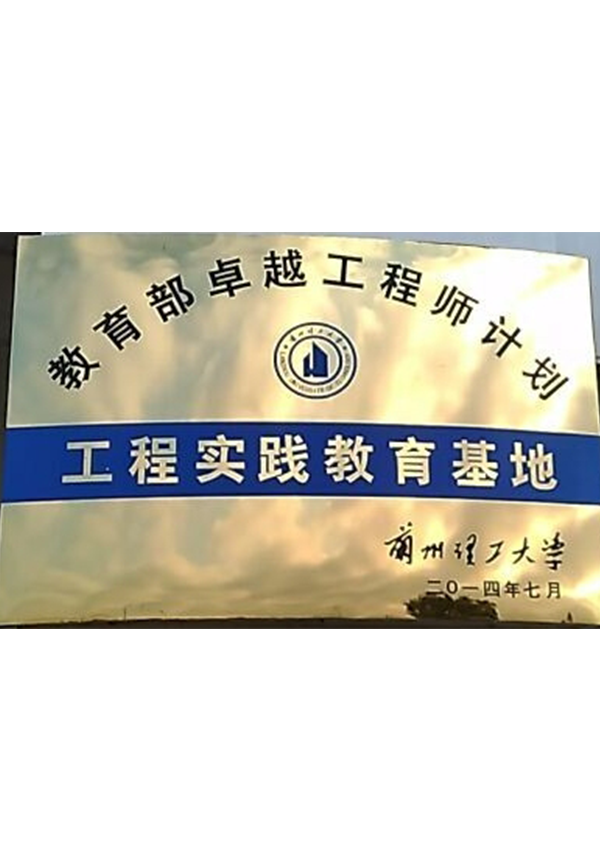 教育部卓越工程师计划
工程实践教育基地
蘭州理工大学
二〇一四年七月